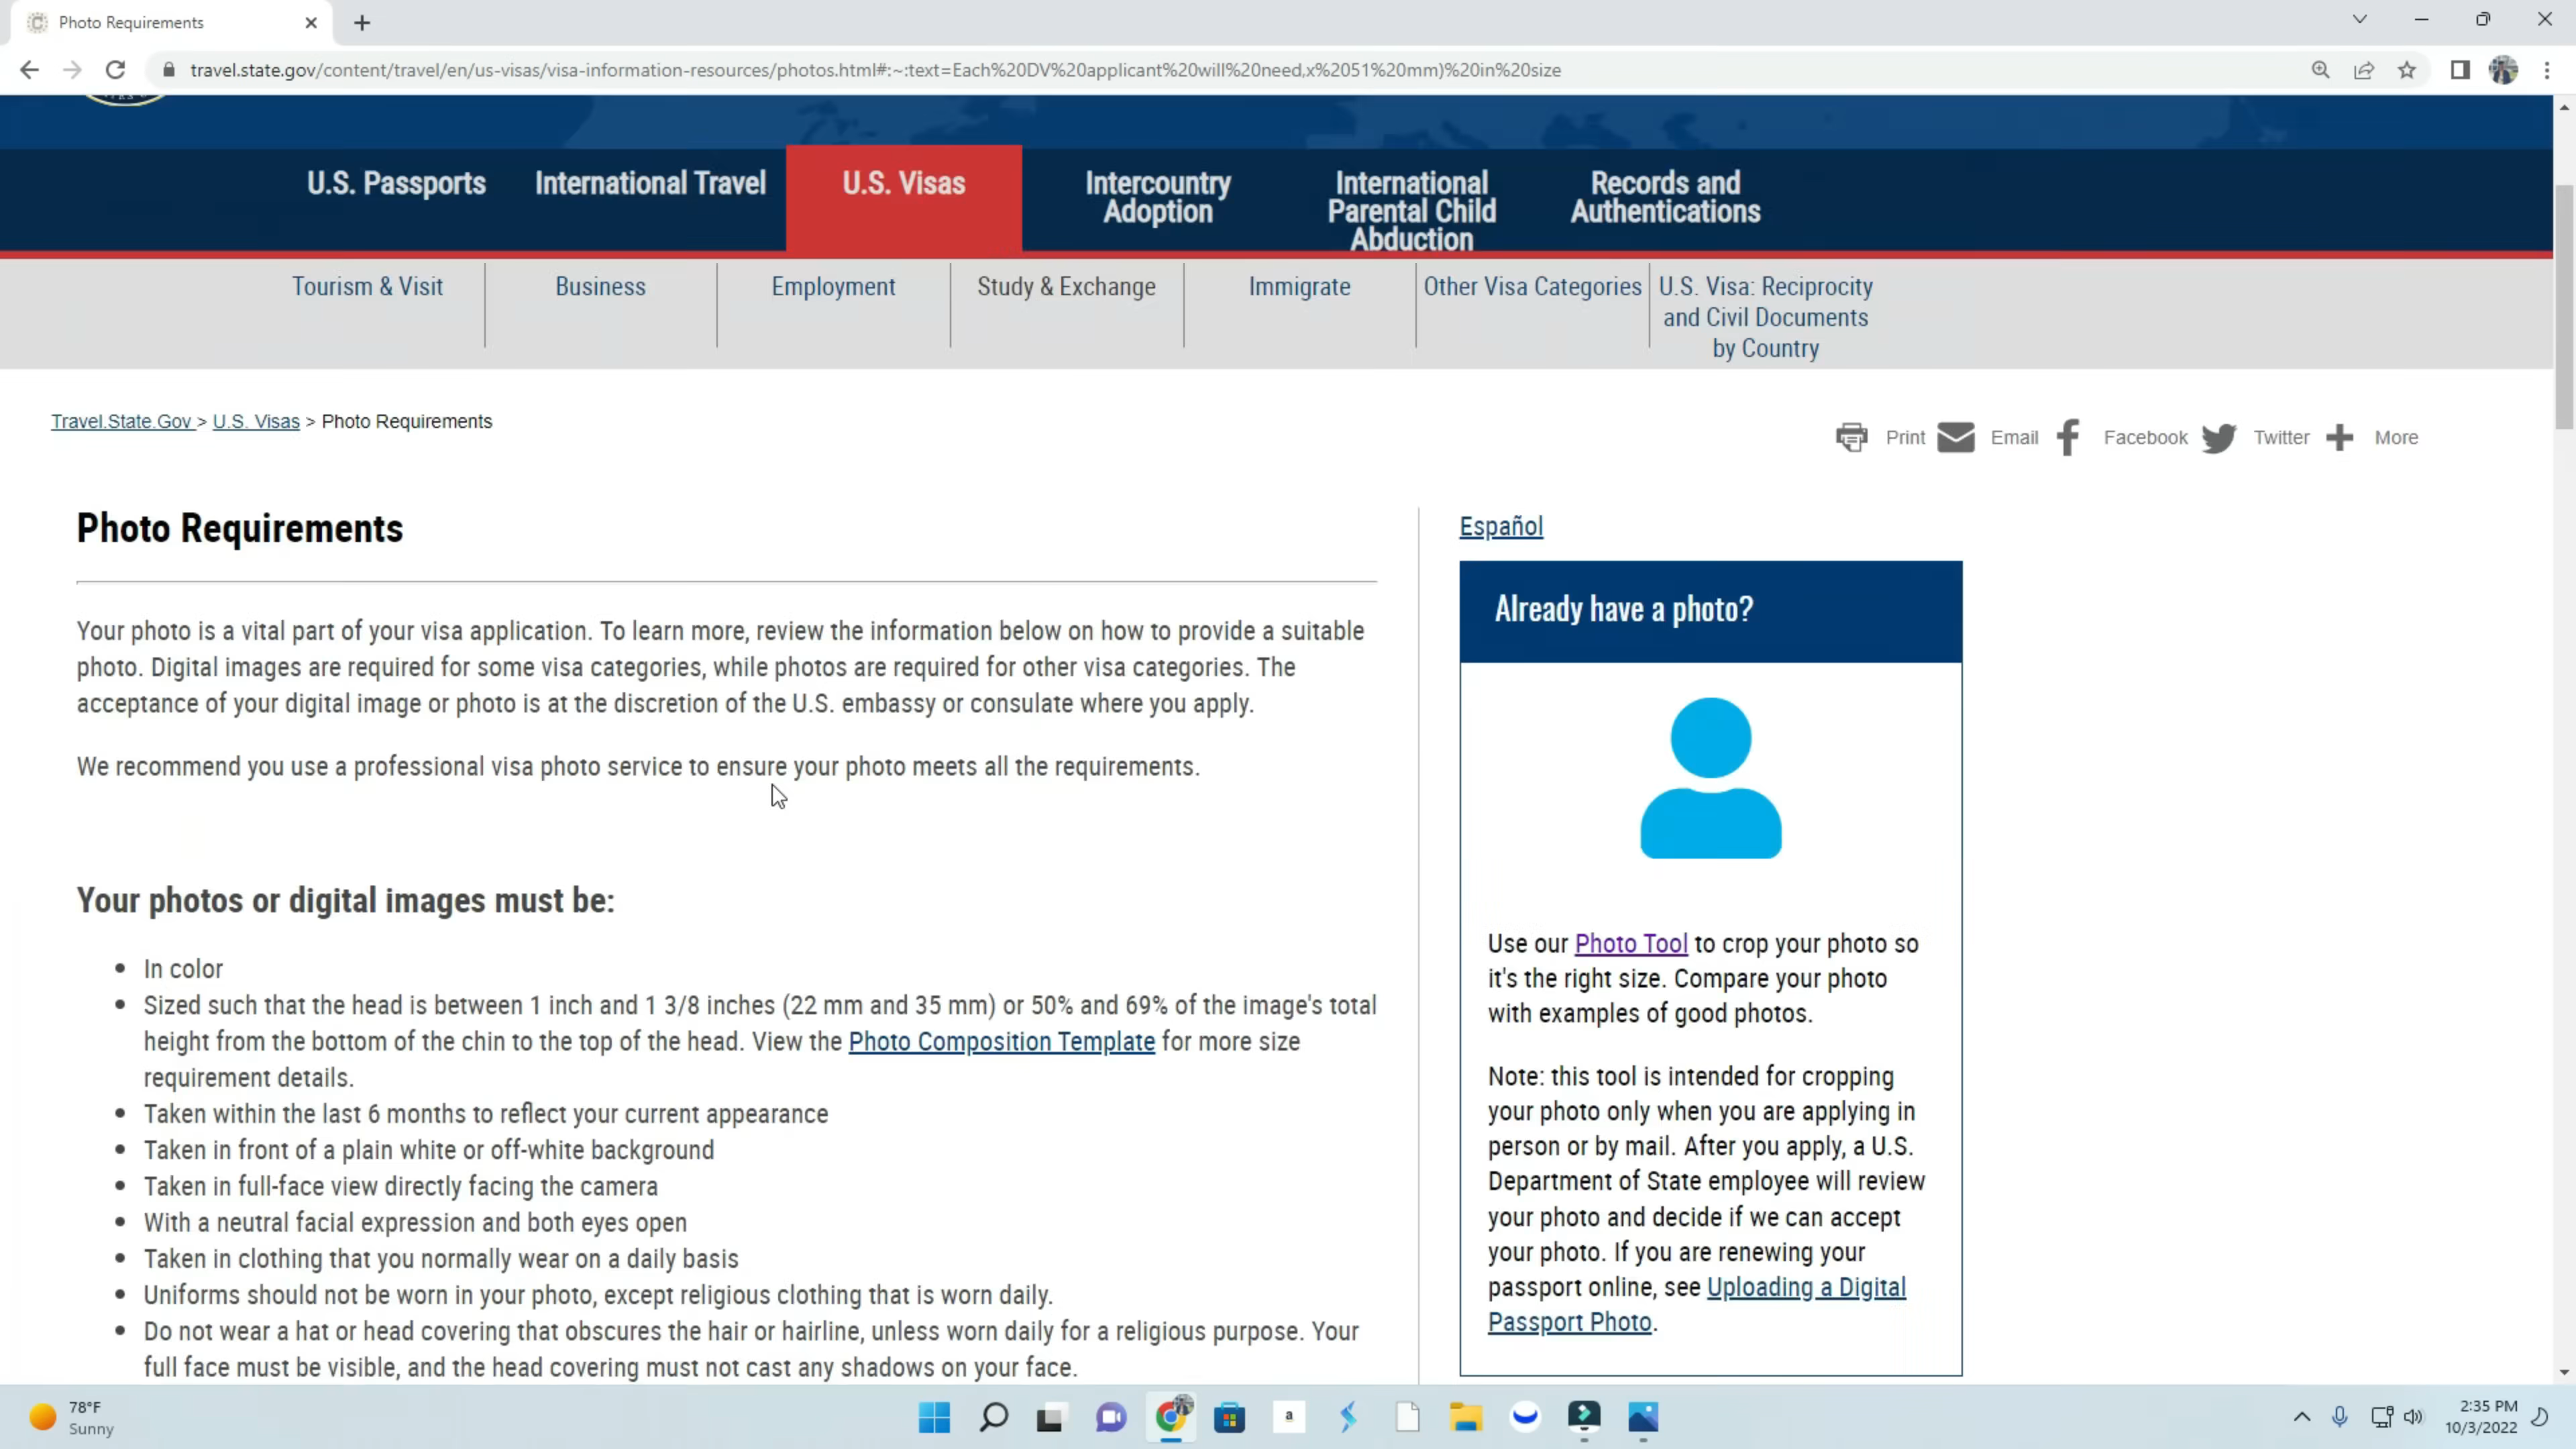 Photo Requirements
travel.state.gov/content/travel/en/us-visas/visa-information-resources/photos.html#:~:text=Each%20DV%20applicant%20will%20need,x%2051%20mm)%20in%20size
U.S. Passports
International Travel
U.S. Visas
Intercountry
Adoption
International
Parental Child
Abduction
Records and
Authentications
Tourism & Visit
Business
Employment
Study & Exchange
Immigrate
Other Visa Categories
U.S. Visa: Reciprocity
and Civil Documents
by Country
Travel.State.Gov > U.S. Visas > Photo Requirements
Print
Email
Facebook
Twitter
More
Photo Requirements
Your photo is a vital part of your visa application. To learn more, review the information below on how to provide a suitable
photo. Digital images are required for some visa categories, while photos are required for other visa categories. The
acceptance of your digital image or photo is at the discretion of the U.S. embassy or consulate where you apply.
We recommend you use a professional visa photo service to ensure your photo meets all the requirements.
Your photos or digital images must be:
• In color
• Sized such that the head is between 1 inch and 1 3/8 inches (22 mm and 35 mm) or 50% and 69% of the image's total
height from the bottom of the chin to the top of the head. View the Photo Composition Template for more size
requirement details.
• Taken within the last 6 months to reflect your current appearance
• Taken in front of a plain white or off-white background
• Taken in full-face view directly facing the camera
• With a neutral facial expression and both eyes open
• Taken in clothing that you normally wear on a daily basis
• Uniforms should not be worn in your photo, except religious clothing that is worn daily.
• Do not wear a hat or head covering that obscures the hair or hairline, unless worn daily for a religious purpose. Your
full face must be visible, and the head covering must not cast any shadows on your face.
Español
Already have a photo?
Use our Photo Tool to crop your photo so
it's the right size. Compare your photo
with examples of good photos.
Note: this tool is intended for cropping
your photo only when you are applying in
person or by mail. After you apply, a U.S.
Department of State employee will review
your photo and decide if we can accept
your photo. If you are renewing your
passport online, see Uploading a Digital
Passport Photo.
78°F
Sunny
a
2:35 PM
10/3/2022